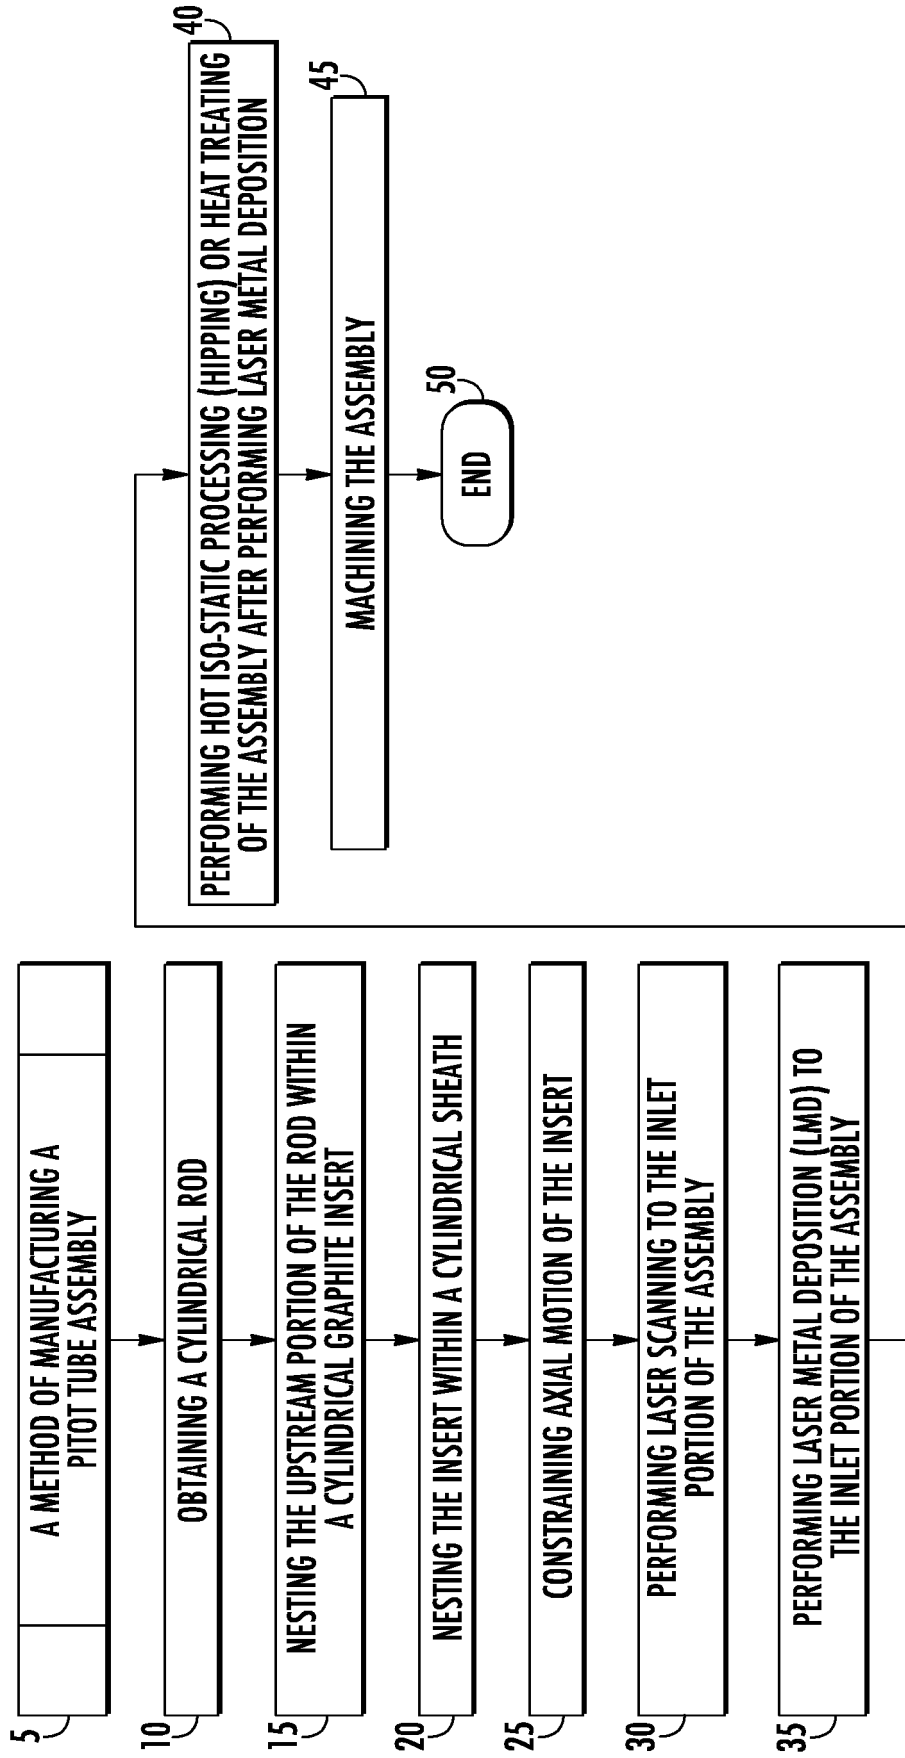 5
A METHOD OF MANUFACTURING A
PITOT TUBE ASSEMBLY
10
OBTAINING A CYLINDRICAL ROD
15
NESTING THE UPSTREAM PORTION OF THE ROD WITHIN
A CYLINDRICAL GRAPHITE INSERT
20
NESTING THE INSERT WITHIN A CYLINDRICAL SHEATH
25
CONSTRAINING AXIAL MOTION OF THE INSERT
30
PERFORMING LASER SCANNING TO THE INLET
PORTION OF THE ASSEMBLY
35
PERFORMING LASER METAL DEPOSITION (LMD) TO
THE INLET PORTION OF THE ASSEMBLY
40
PERFORMING HOT ISO-STATIC PROCESSING (HIPPING) OR HEAT TREATING
OF THE ASSEMBLY AFTER PERFORMING LASER METAL DEPOSITION
45
MACHINING THE ASSEMBLY
50
END